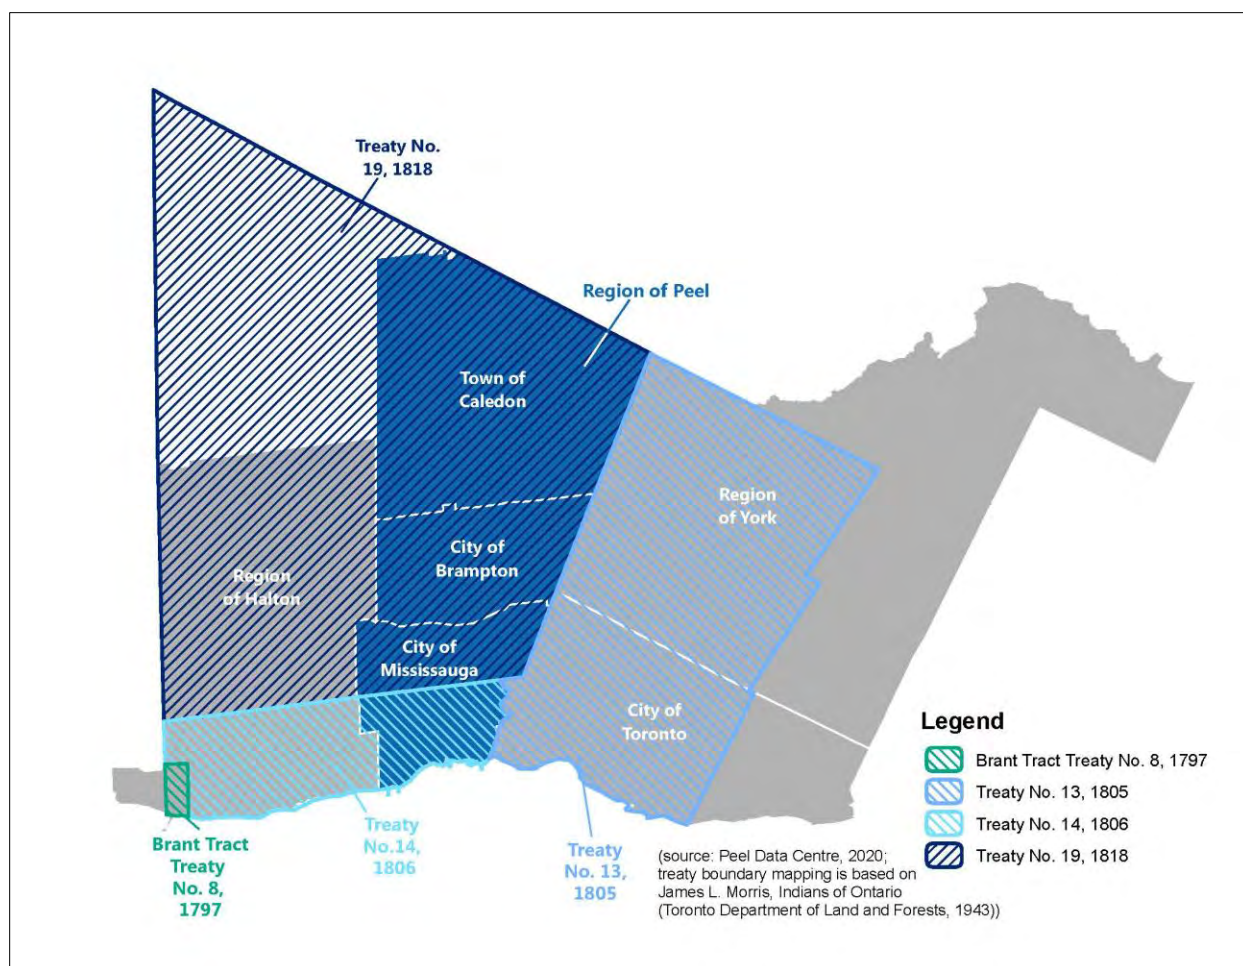 Treaty No.
19, 1818
Region of Peel
Town of
Caledon
Region
of York
City of
Brampton
Region
of Halton
City of
Mississauga
City of
Toronto
Legend
Brant Tract Treaty No. 8, 1797
Treaty No. 13, 1805
Treaty No. 14, 1806
Treaty No. 19, 1818
Brant Tract
Treaty
No. 8,
1797
Treaty
No.14,
1806
Treaty
No. 13,
1805
(source: Peel Data Centre, 2020;
treaty boundary mapping is based on
James L. Morris, Indians of Ontario
(Toronto Department of Land and Forests, 1943))